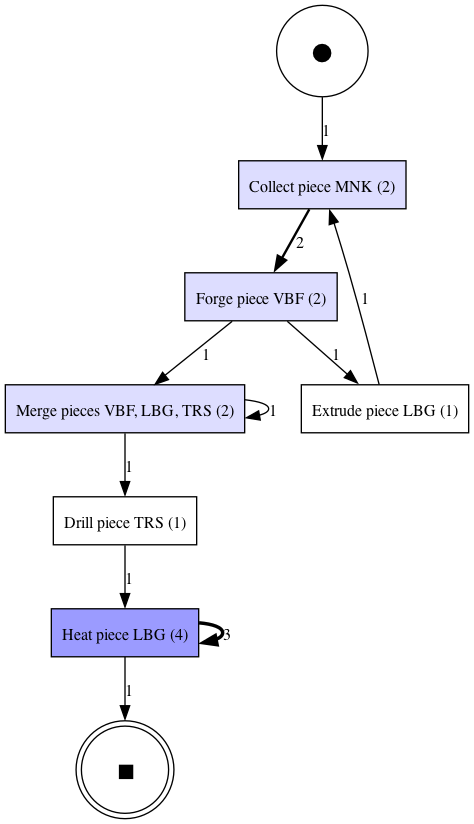 1
Collect piece MNK (2)
2
1
Forge piece VBF (2)
1
1
Merge pieces VBF, LBG, TRS (2)
1
Extrude piece LBG (1)
1
Drill piece TRS (1)
1
Heat piece LBG (4)
3
1